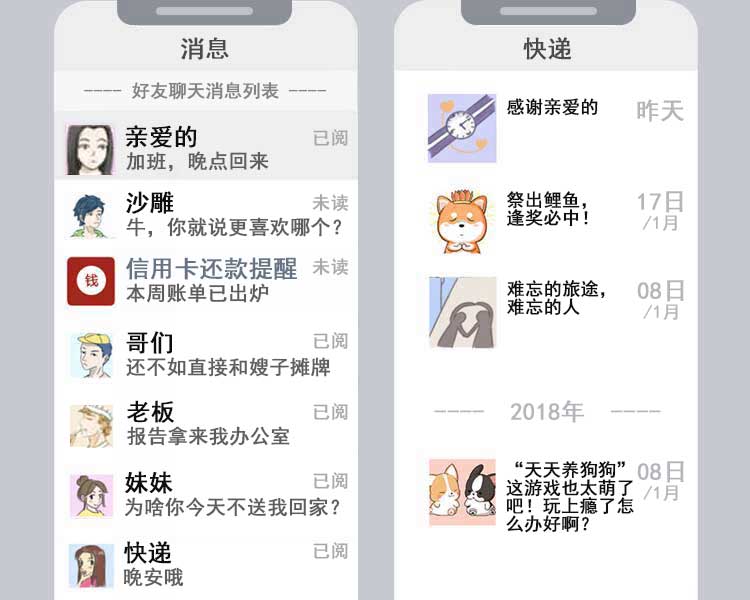 消息
---- 好友聊天消息列表 ----
亲爱的 已阅
加班，晚点回来
沙雕 未读
牛，你就说更喜欢哪个？
钱
信用卡还款提醒 未读
本周账单已出炉
哥们 已阅
还不如直接和嫂子摊牌
老板 已阅
报告拿来我办公室
妹妹 已阅
为啥你今天不送我回家？
快递 已阅
晚安哦
快递
感谢亲爱的 昨天
祭出鲤鱼， 17日
逢奖必中！ /1月
难忘的旅途， 08日
难忘的人 /1月
---- 2018年 ----
“天天养狗狗” 08日
这游戏也太萌了 /1月
吧！玩上瘾了怎
么办好啊？